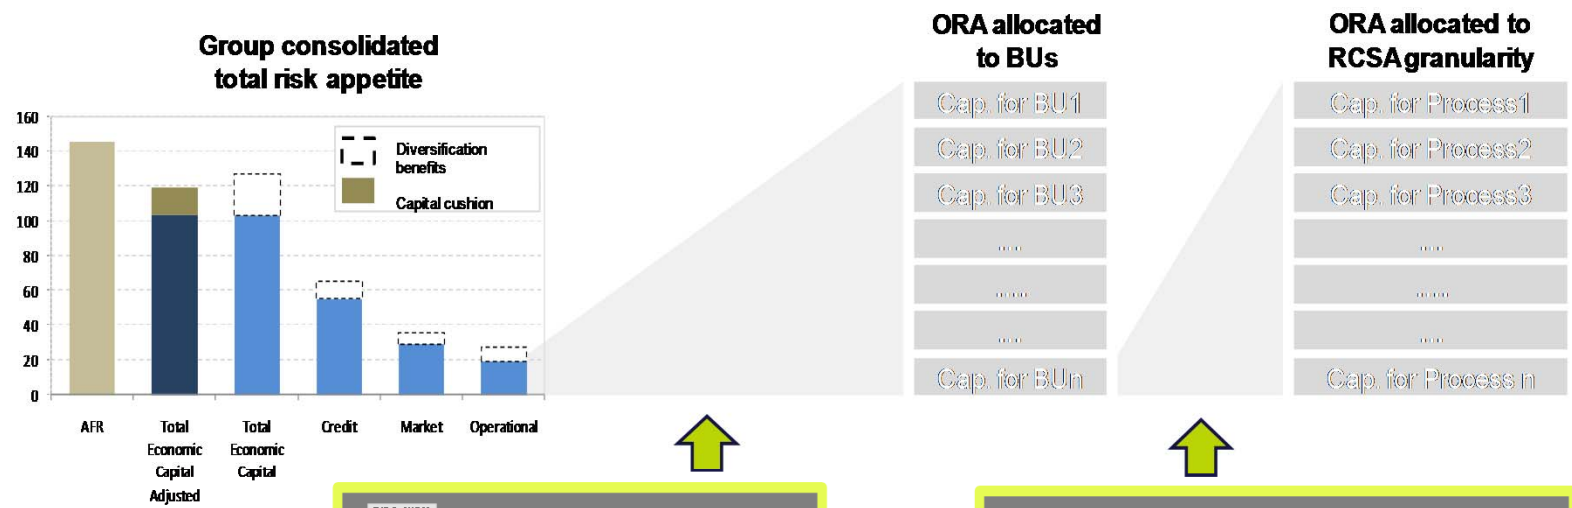 Group consolidated
total risk appetite
160
140
120
100
80
60
40
20
0
Diversification
benefits
Capital cushion
AFR
Total
Economic
Capital
Adjusted
Total
Economic
Capital
Credit
Market
Operational
ORA allocated
to BUs
Cap. for BU1
Cap. for BU2
Cap. for BU3
....
.....
....
Cap. for BUn
ORA allocated to
RCSA granularity
Cap. for Process1
Cap. for Process2
Cap. for Process3
....
.....
....
Cap. for Process n